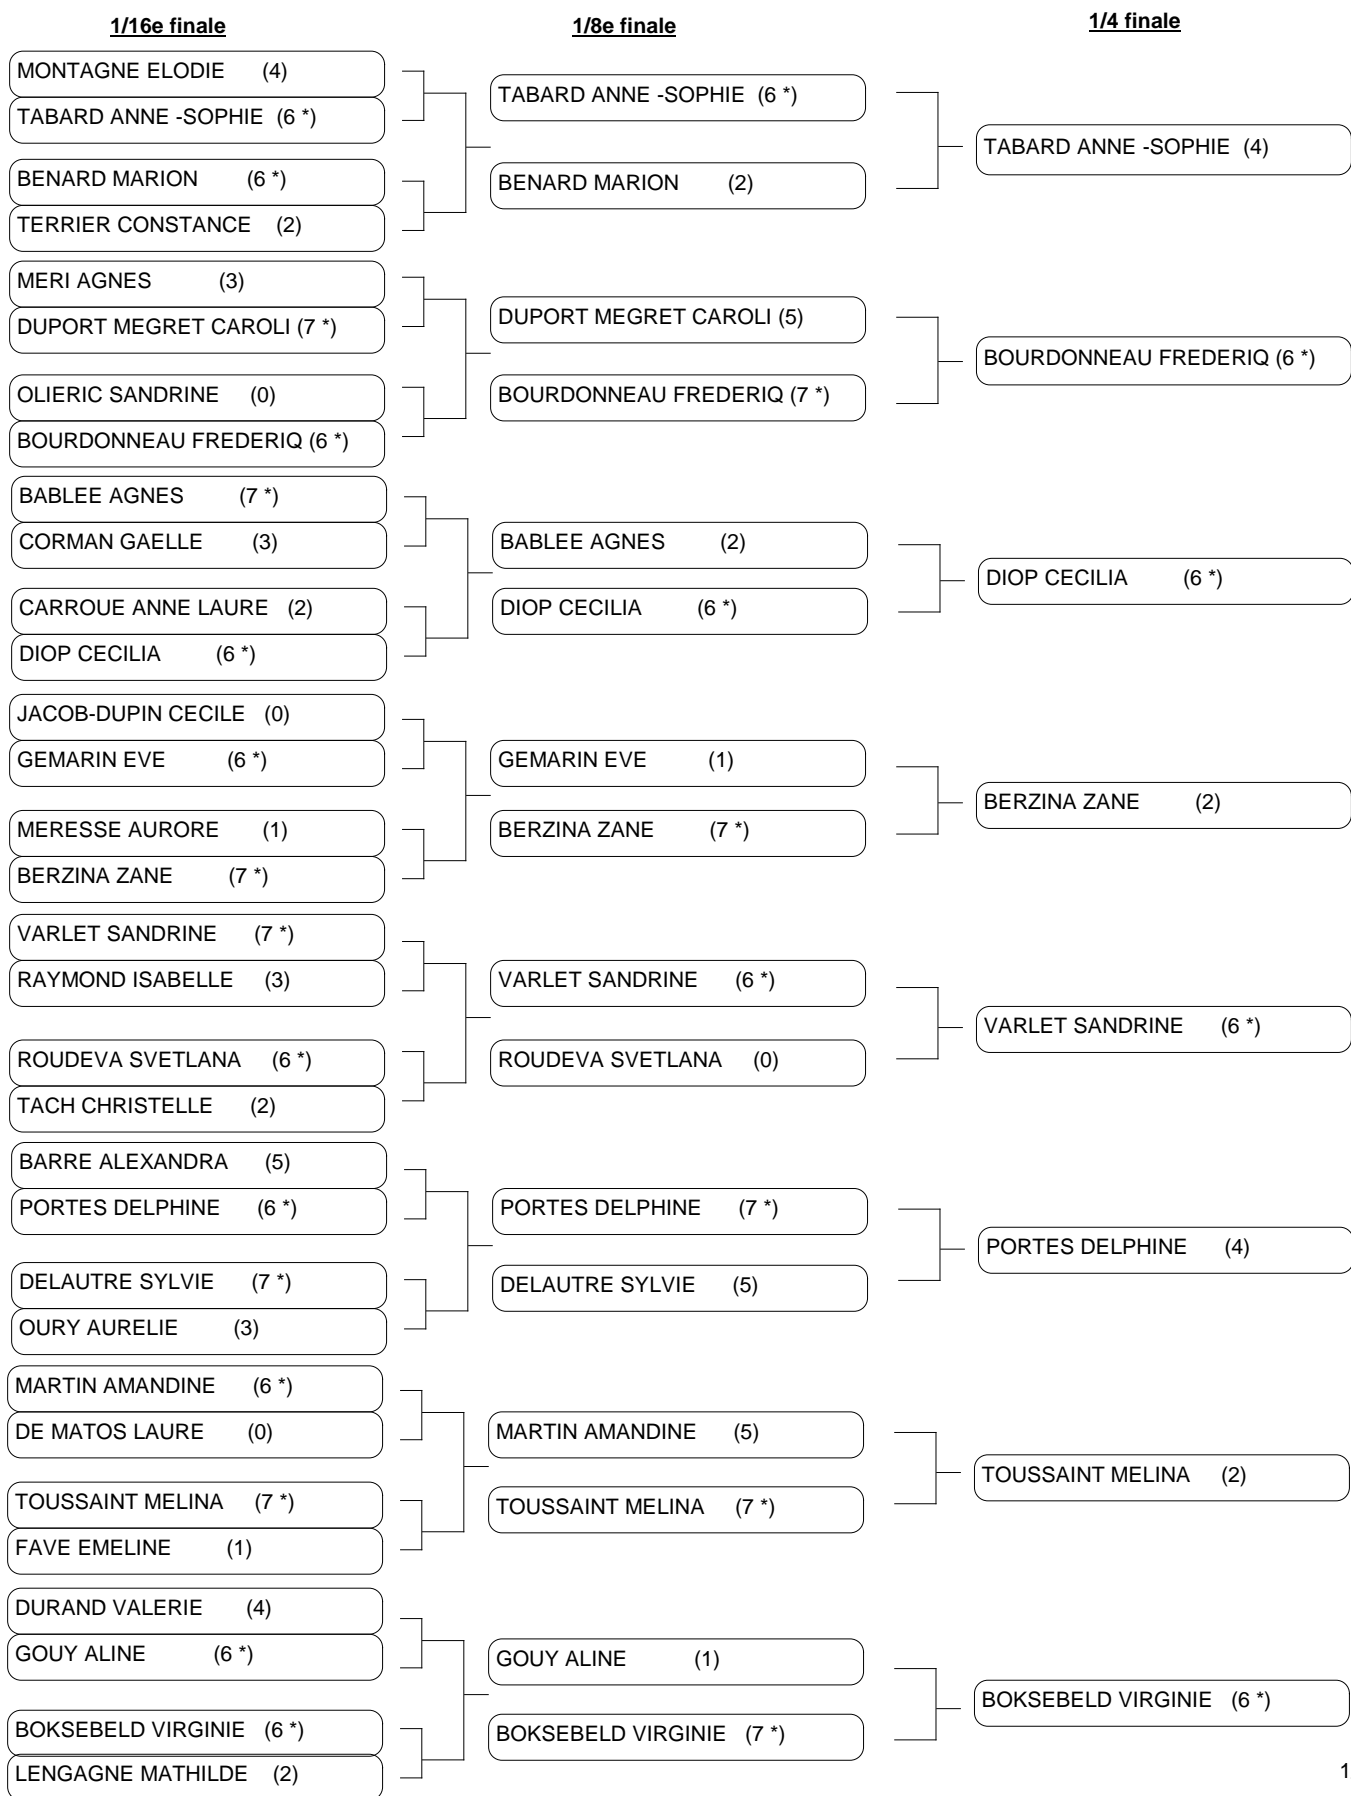 1/16e finale
1/8e finale
1/4 finale
MONTAGNE ELODIE (4)
TABARD ANNE -SOPHIE (6 *)
BENARD MARION (6 *)
TERRIER CONSTANCE (2)
MERI AGNES (3)
DUPORT MEGRET CAROLI (7 *)
OLIERIC SANDRINE (0)
BOURDONNEAU FREDERIQ (6 *)
BABLEE AGNES (7 *)
CORMAN GAELLE (3)
CARROUE ANNE LAURE (2)
DIOP CECILIA (6 *)
JACOB-DUPIN CECILE (0)
GEMARIN EVE (6 *)
MERESSE AURORE (1)
BERZINA ZANE (7 *)
VARLET SANDRINE (7 *)
RAYMOND ISABELLE (3)
ROUDEVA SVETLANA (6 *)
TACH CHRISTELLE (2)
BARRE ALEXANDRA (5)
PORTES DELPHINE (6 *)
DELAUTRE SYLVIE (7 *)
OURY AURELIE (3)
MARTIN AMANDINE (6 *)
DE MATOS LAURE (0)
TOUSSAINT MELINA (7 *)
FAVE EMELINE (1)
DURAND VALERIE (4)
GOUY ALINE (6 *)
BOKSEBELD VIRGINIE (6 *)
LENGAGNE MATHILDE (2)
TABARD ANNE -SOPHIE (6 *)
BENARD MARION (2)
DUPORT MEGRET CAROLI (5)
BOURDONNEAU FREDERIQ (7 *)
BABLEE AGNES (2)
DIOP CECILIA (6 *)
GEMARIN EVE (1)
BERZINA ZANE (7 *)
VARLET SANDRINE (6 *)
ROUDEVA SVETLANA (0)
PORTES DELPHINE (7 *)
DELAUTRE SYLVIE (5)
MARTIN AMANDINE (5)
TOUSSAINT MELINA (7 *)
GOUY ALINE (1)
BOKSEBELD VIRGINIE (7 *)
TABARD ANNE -SOPHIE (4)
BOURDONNEAU FREDERIQ (6 *)
DIOP CECILIA (6 *)
BERZINA ZANE (2)
VARLET SANDRINE (6 *)
PORTES DELPHINE (4)
TOUSSAINT MELINA (2)
BOKSEBELD VIRGINIE (6 *)
1